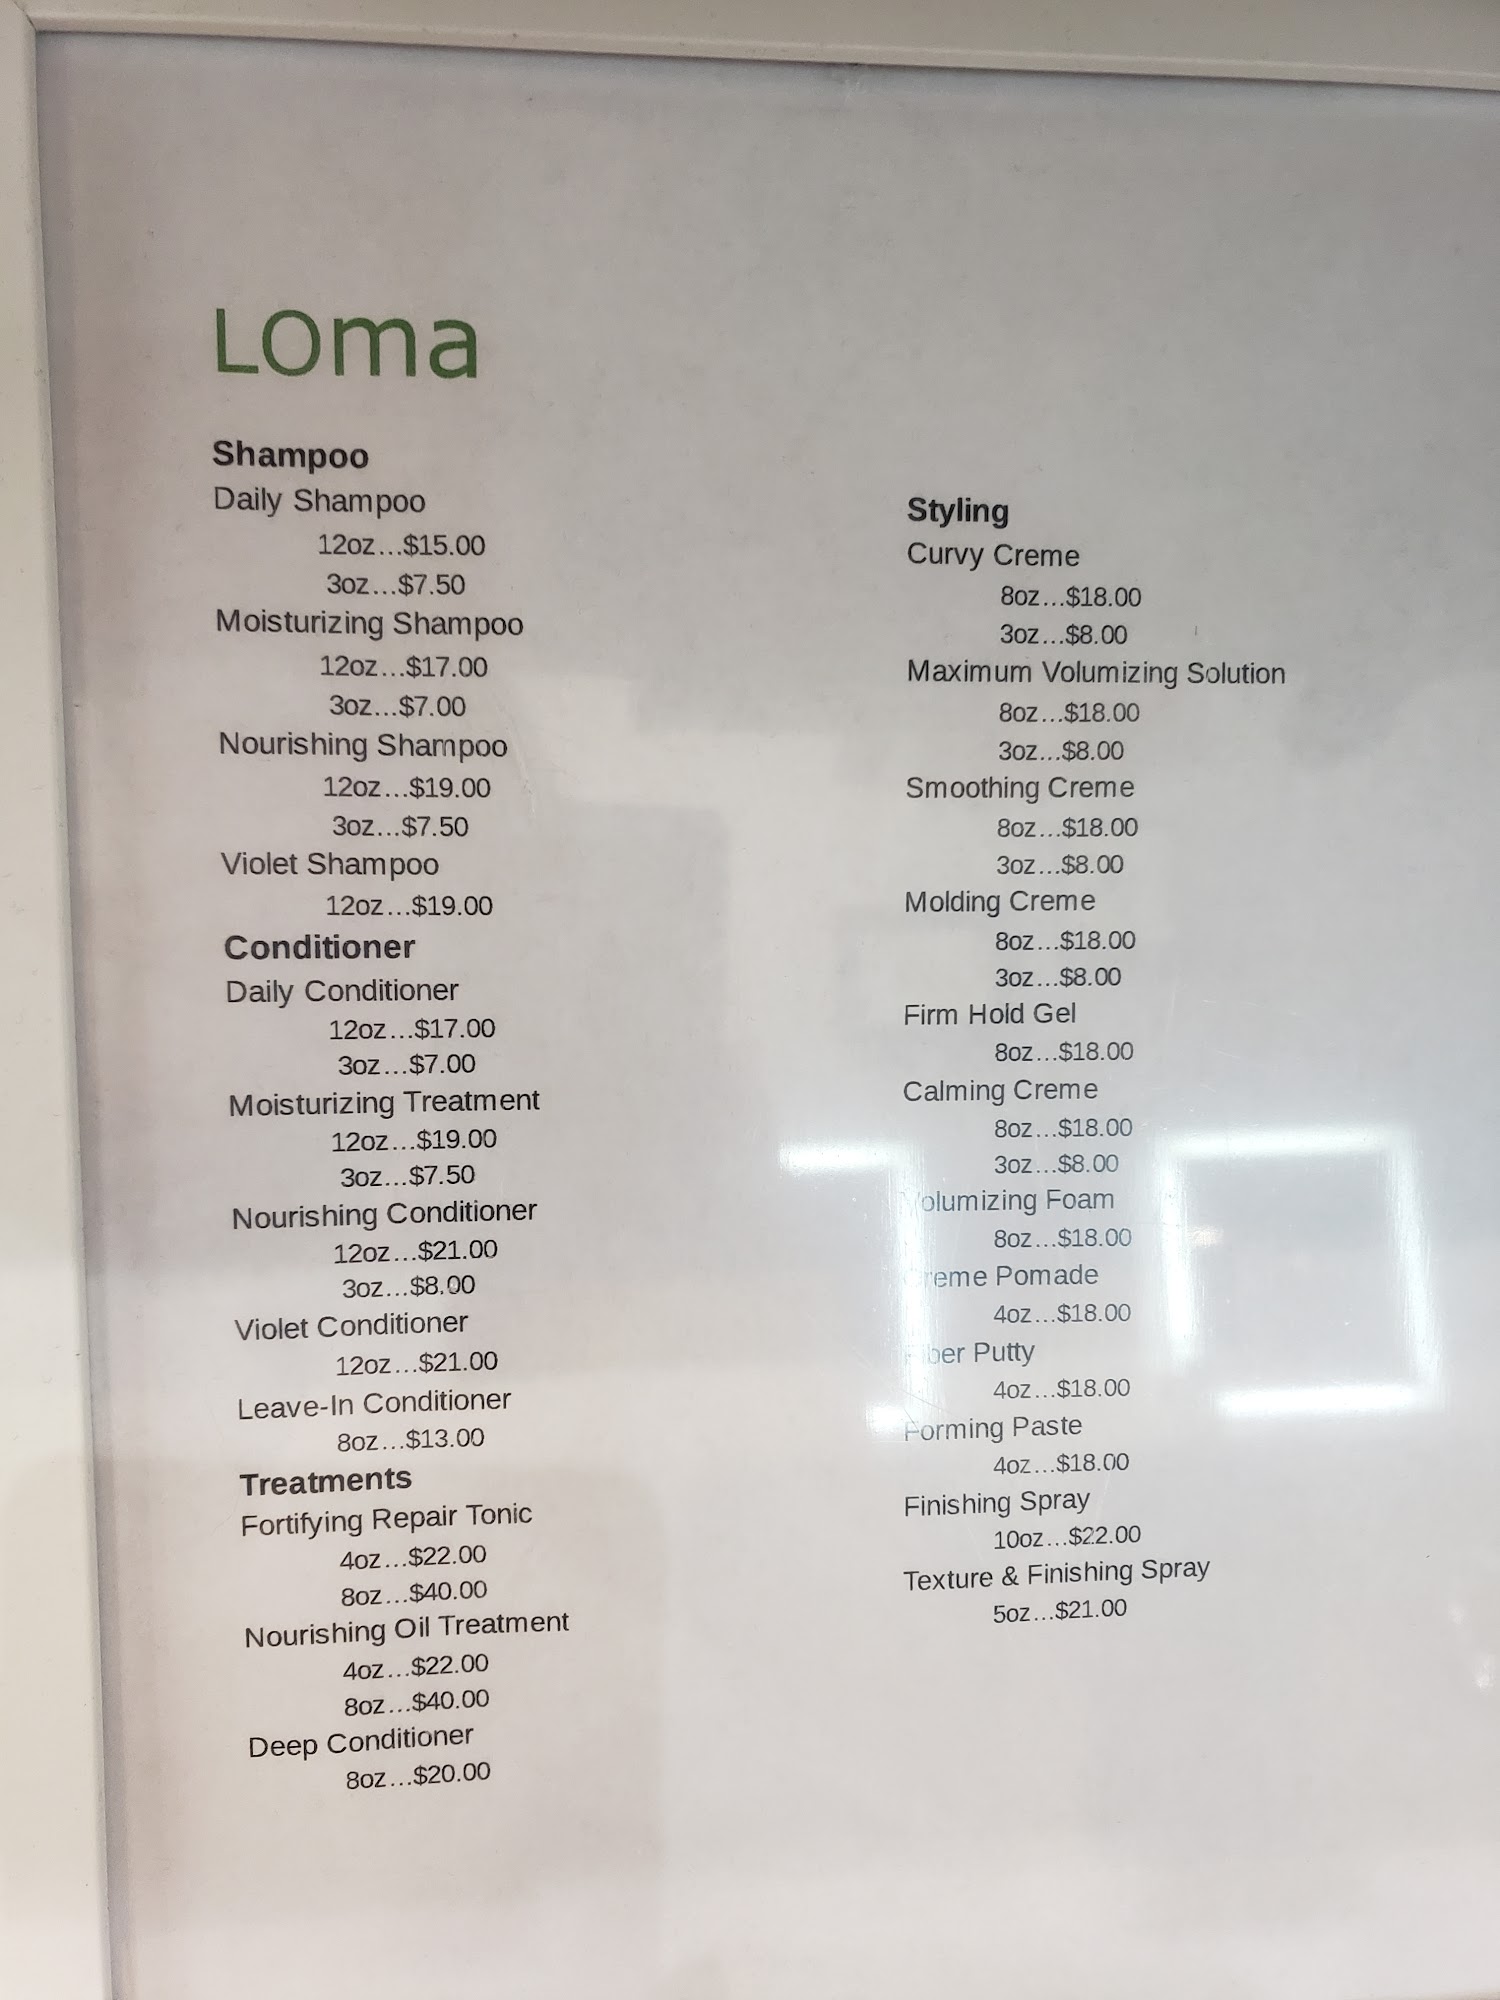 LOma
Shampoo
Daily Shampoo
12oz...$15.00
3oz...$7.50
Moisturizing Shampoo
12oz...$17.00
3oz...$7.00
Nourishing Shampoo
12oz...$19.00
3oz...$7.50
Violet Shampoo
12oz...$19.00
Conditioner
Daily Conditioner
12oz...$17.00
3oz...$7.00
Moisturizing Treatment
12oz...$19.00
3oz...$7.50
Nourishing Conditioner
12oz...$21.00
3oz...$8.00
Violet Conditioner
12oz...$21.00
Leave-In Conditioner
8oz...$13.00
Treatments
Fortifying Repair Tonic
4oz...$22.00
8oz...$40.00
Nourishing Oil Treatment
4oz...$22.00
8oz...$40.00
Deep Conditioner
8oz...$20.00
Styling
Curvy Creme
8oz...$18.00
3oz...$8.00
Maximum Volumizing Solution
8oz...$18.00
3oz...$8.00
Smoothing Creme
8oz...$18.00
3oz...$8.00
Molding Creme
8oz...$18.00
3oz...$8.00
Firm Hold Gel
8oz...$18.00
Calming Creme
8oz...$18.00
3oz...$8.00
Volumizing Foam
8oz...$18.00
Creme Pomade
4oz...$18.00
Fiber Putty
4oz...$18.00
Forming Paste
4oz...$18.00
Finishing Spray
10oz...$22.00
Texture & Finishing Spray
5oz...$21.00